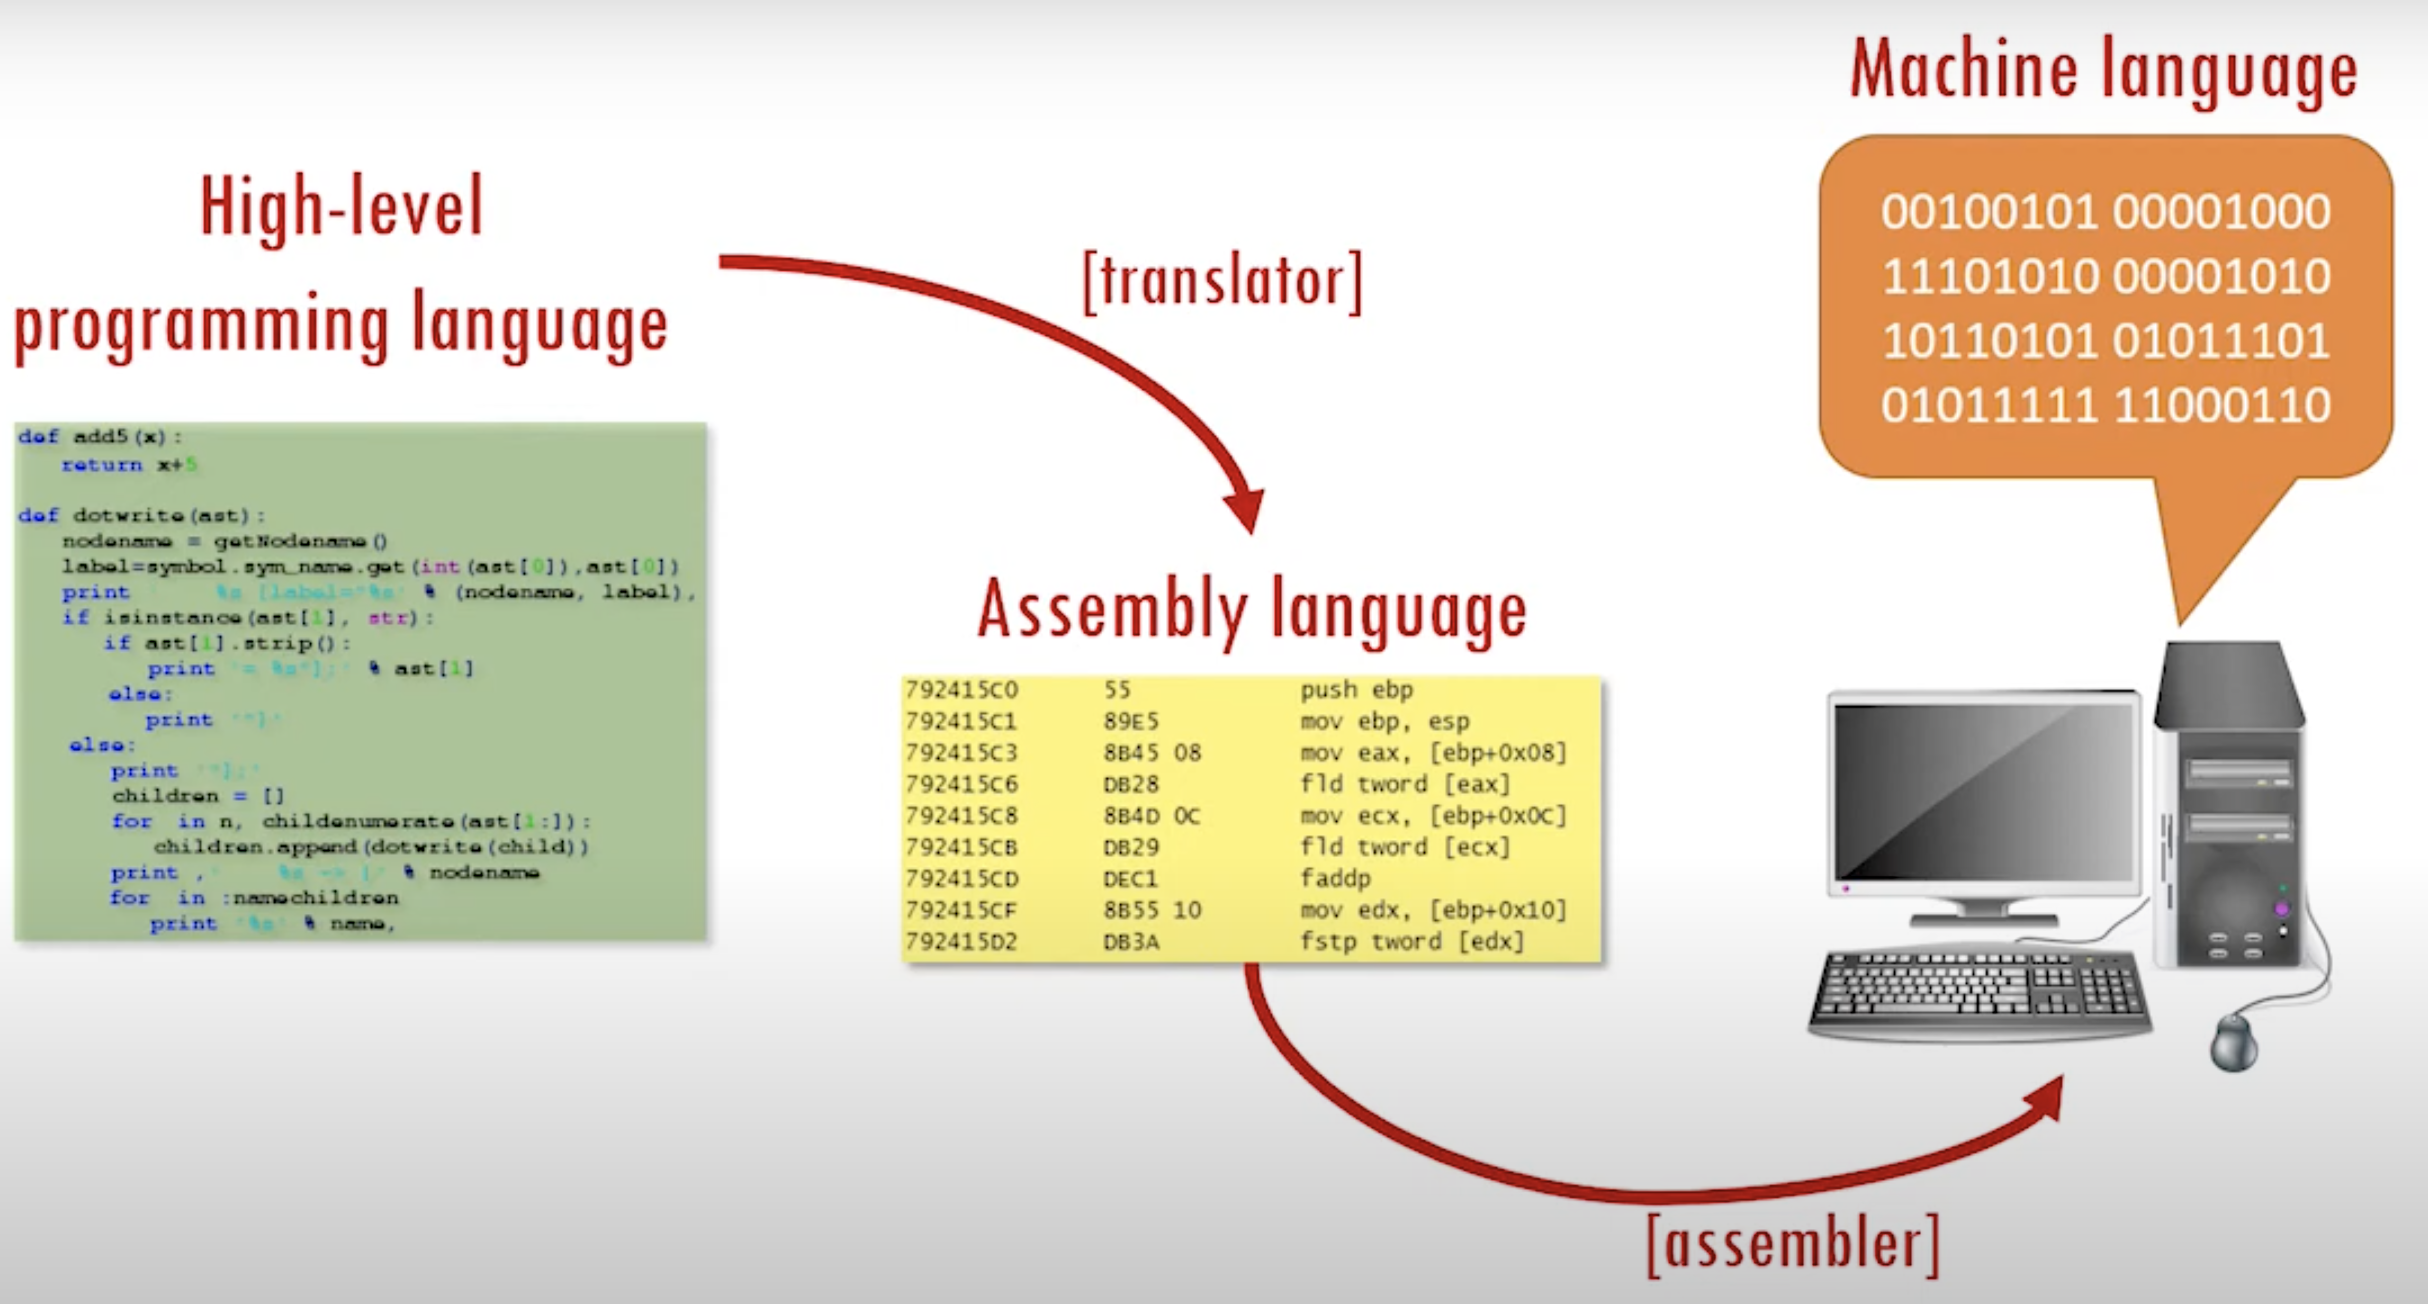 High-level
programming language
def add5(x):
return x+5
def dotwrite(ast):
nodename = getNodename()
label=symbol.sym_name.get(int(ast[0]),ast[0])
print ' %s [label="%s' % (nodename, label),
if isinstance(ast[1], str):
if ast[1].strip():
print '= %s"];' % ast[1]
else:
print '"]'
else:
print '"];'
children = []
for in n, childenumerate(ast[1:]):
children.append(dotwrite(child))
print ,' %s -> {' % nodename
for in :namechildren
print '%s' % name,
[translator]
Assembly language
792415C0 55 push ebp
792415C1 89E5 mov ebp, esp
792415C3 8B45 08 mov eax, [ebp+0x08]
792415C6 DB28 fld tword [eax]
792415C8 8B4D 0C mov ecx, [ebp+0x0C]
792415CB DB29 fld tword [ecx]
792415CD DEC1 faddp
792415CF 8B55 10 mov edx, [ebp+0x10]
792415D2 DB3A fstp tword [edx]
[assembler]
Machine language
00100101 00001000
11101010 00001010
10110101 01011101
01011111 11000110